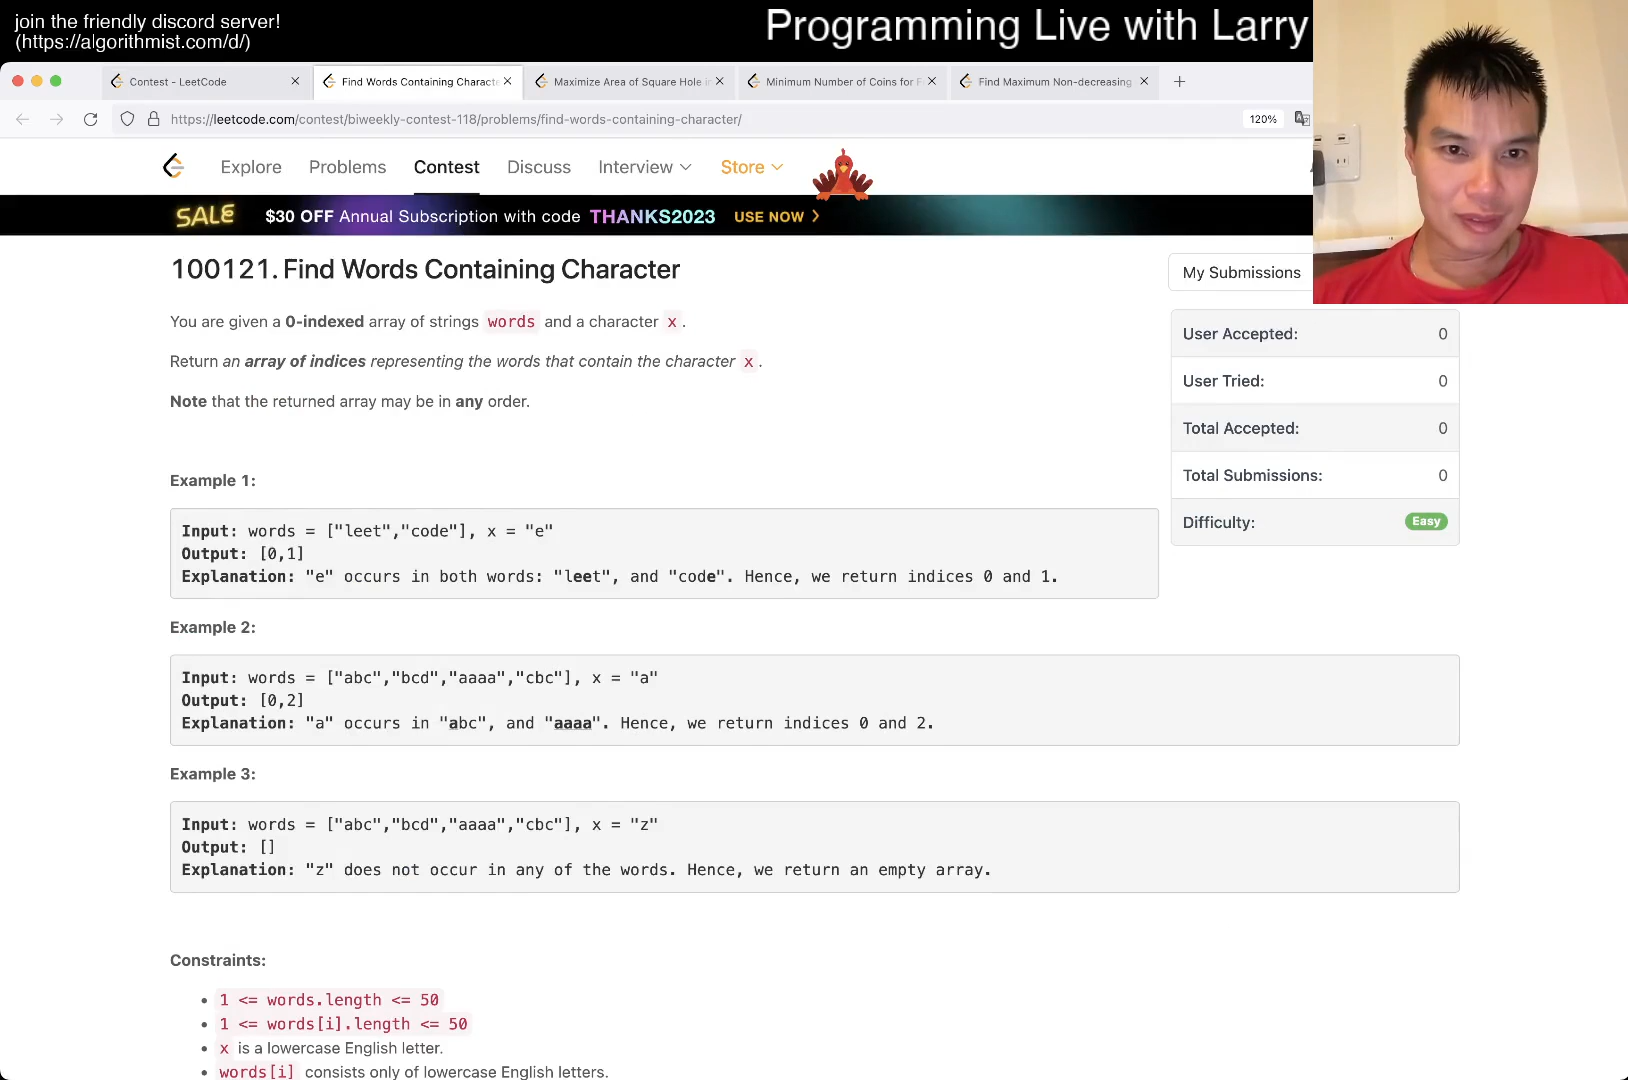 join the friendly discord server!
(https://algorithmist.com/d/)
Programming Live with Larry
Contest - LeetCode
Find Words Containing Characte
Maximize Area of Square Hole in
Minimum Number of Coins for F
Find Maximum Non-decreasing
https://leetcode.com/contest/biweekly-contest-118/problems/find-words-containing-character/
120%
Explore Problems Contest Discuss Interview Store
SALE $30 OFF Annual Subscription with code THANKS2023 USE NOW >
100121. Find Words Containing Character
My Submissions
You are given a 0-indexed array of strings words and a character x.
Return an array of indices representing the words that contain the character x.
Note that the returned array may be in any order.
User Accepted: 0
User Tried: 0
Total Accepted: 0
Total Submissions: 0
Difficulty: Easy
Example 1:
Input: words = ["leet","code"], x = "e"
Output: [0,1]
Explanation: "e" occurs in both words: "leet", and "code". Hence, we return indices 0 and 1.
Example 2:
Input: words = ["abc","bcd","aaaa","cbc"], x = "a"
Output: [0,2]
Explanation: "a" occurs in "abc", and "aaaa". Hence, we return indices 0 and 2.
Example 3:
Input: words = ["abc","bcd","aaaa","cbc"], x = "z"
Output: []
Explanation: "z" does not occur in any of the words. Hence, we return an empty array.
Constraints:
• 1 <= words.length <= 50
• 1 <= words[i].length <= 50
• x is a lowercase English letter.
• words[i] consists only of lowercase English letters.